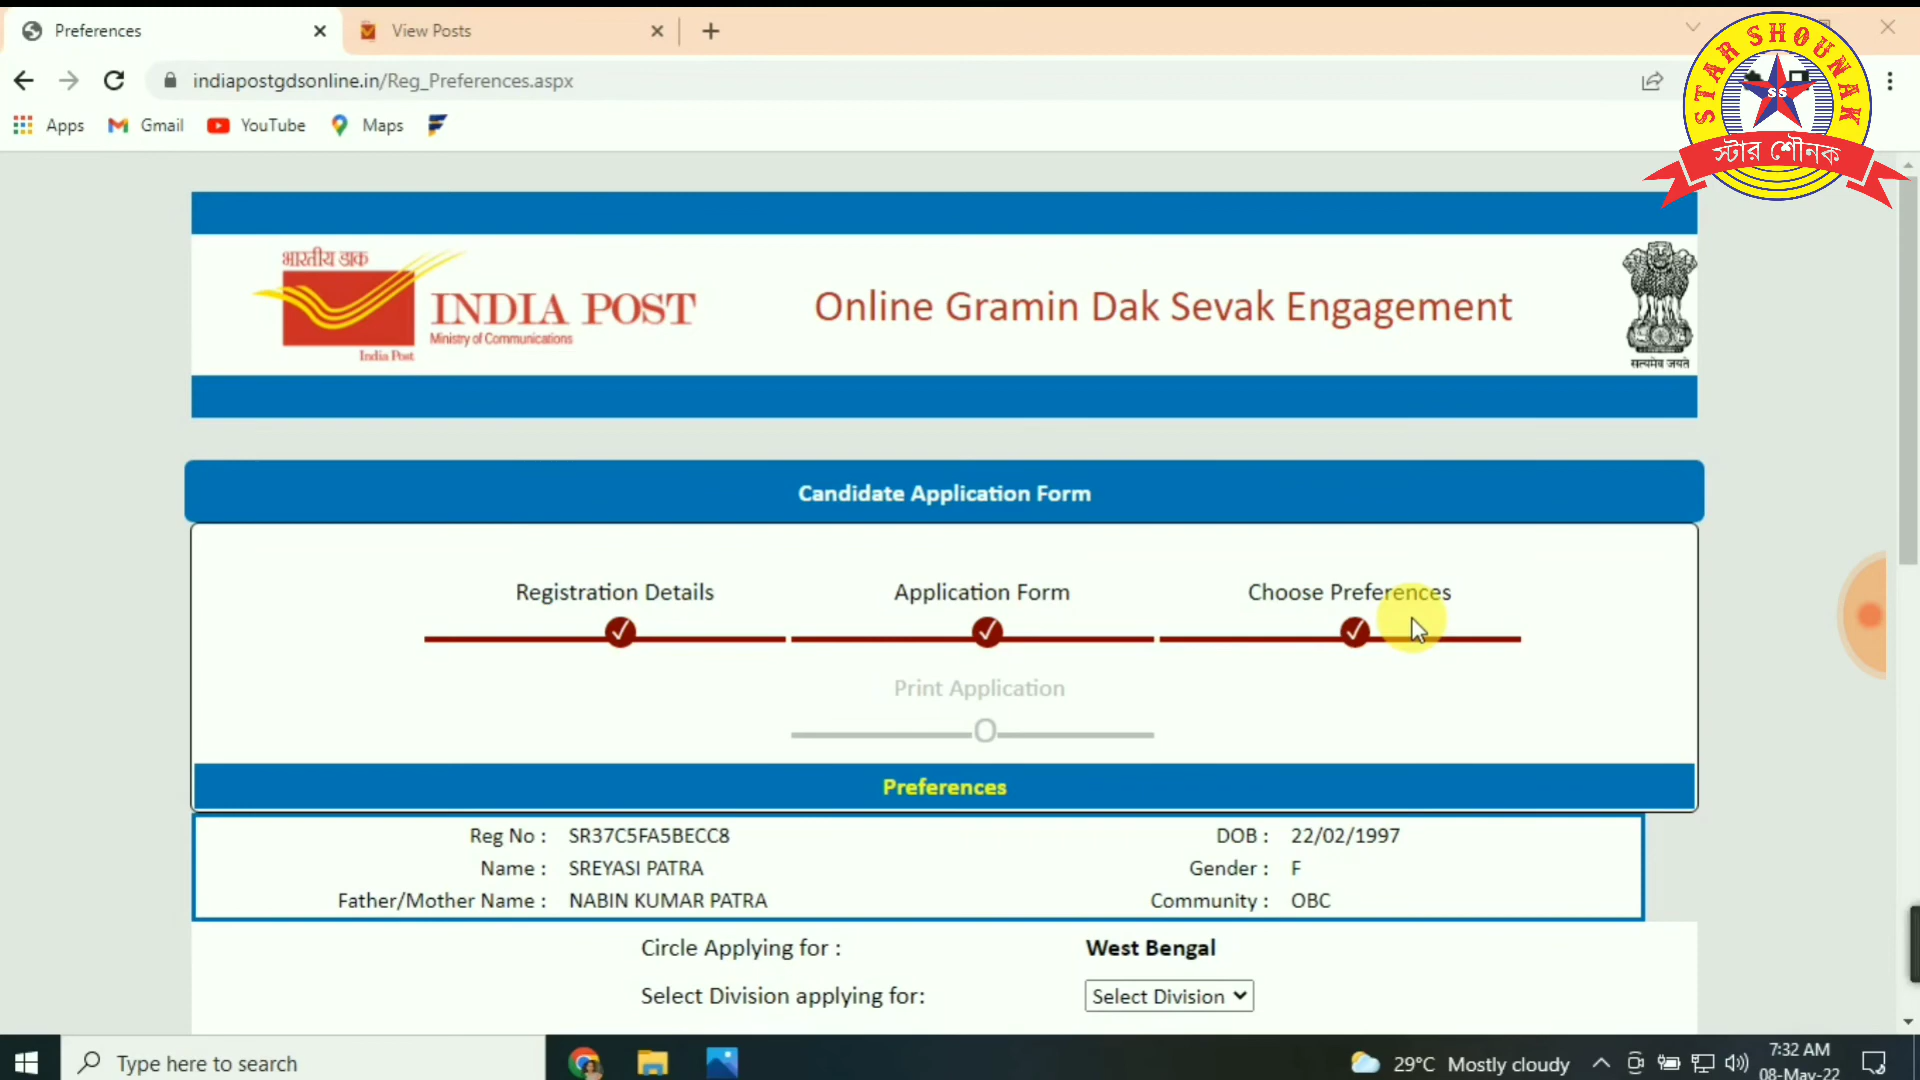 Preferences
View Posts
indiapostgdsonline.in/Reg_Preferences.aspx
Apps Gmail YouTube Maps
STAR SHOUNAK
SS
স্টার শৌনক
भारतीय डाक
INDIA POST
Ministry of Communications
India Post
Online Gramin Dak Sevak Engagement
सत्यमेव जयते
Candidate Application Form
Registration Details Application Form Choose Preferences
Print Application
Preferences
Reg No : SR37C5FA5BECC8 DOB : 22/02/1997
Name : SREYASI PATRA Gender : F
Father/Mother Name : NABIN KUMAR PATRA Community : OBC
Circle Applying for : West Bengal
Select Division applying for: Select Division
Type here to search
29°C Mostly cloudy
7:32 AM
08-May-22